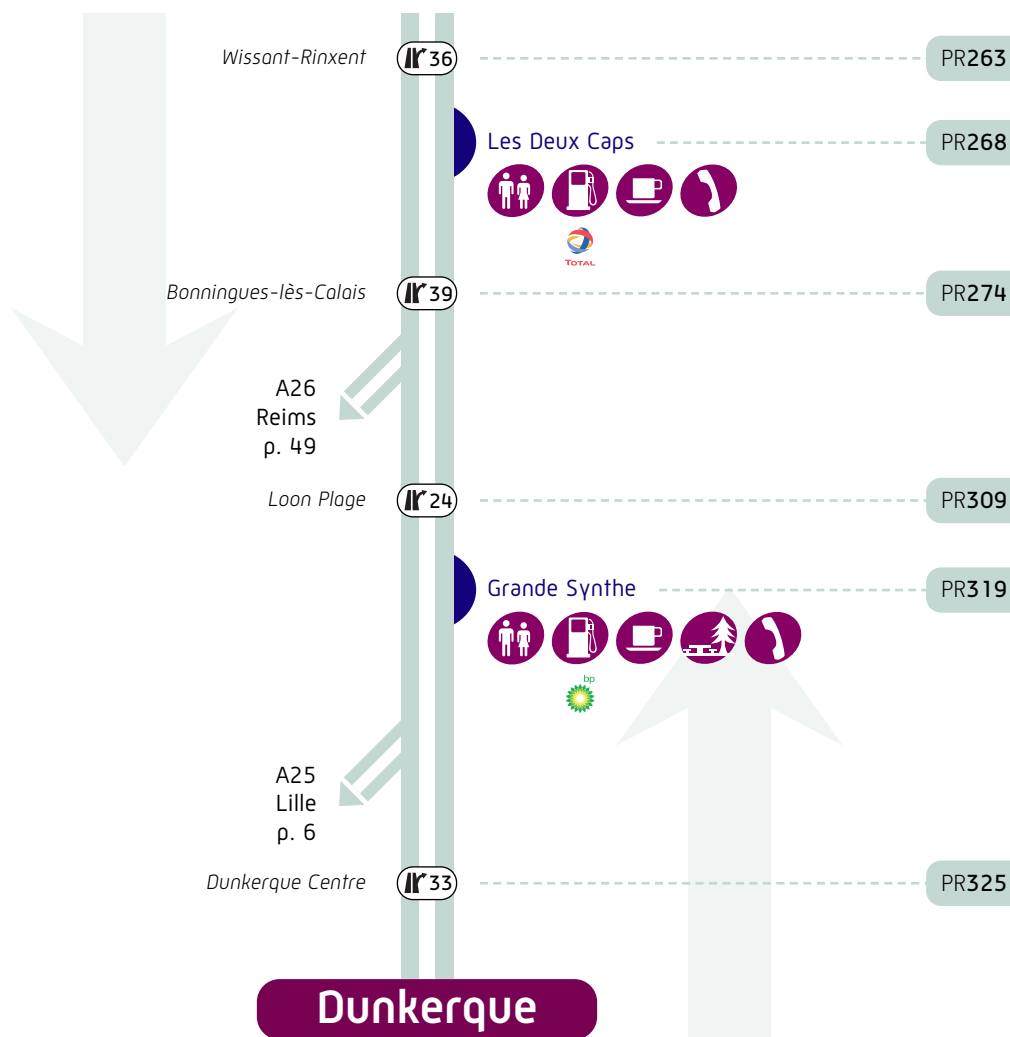 Wissant-Rinxent 36 PR263
Les Deux Caps PR268
TOTAL
Bonningues-lès-Calais 39 PR274
A26
Reims
p. 49
Loon Plage 24 PR309
Grande Synthe PR319
bp
A25
Lille
p. 6
Dunkerque Centre 33 PR325
Dunkerque